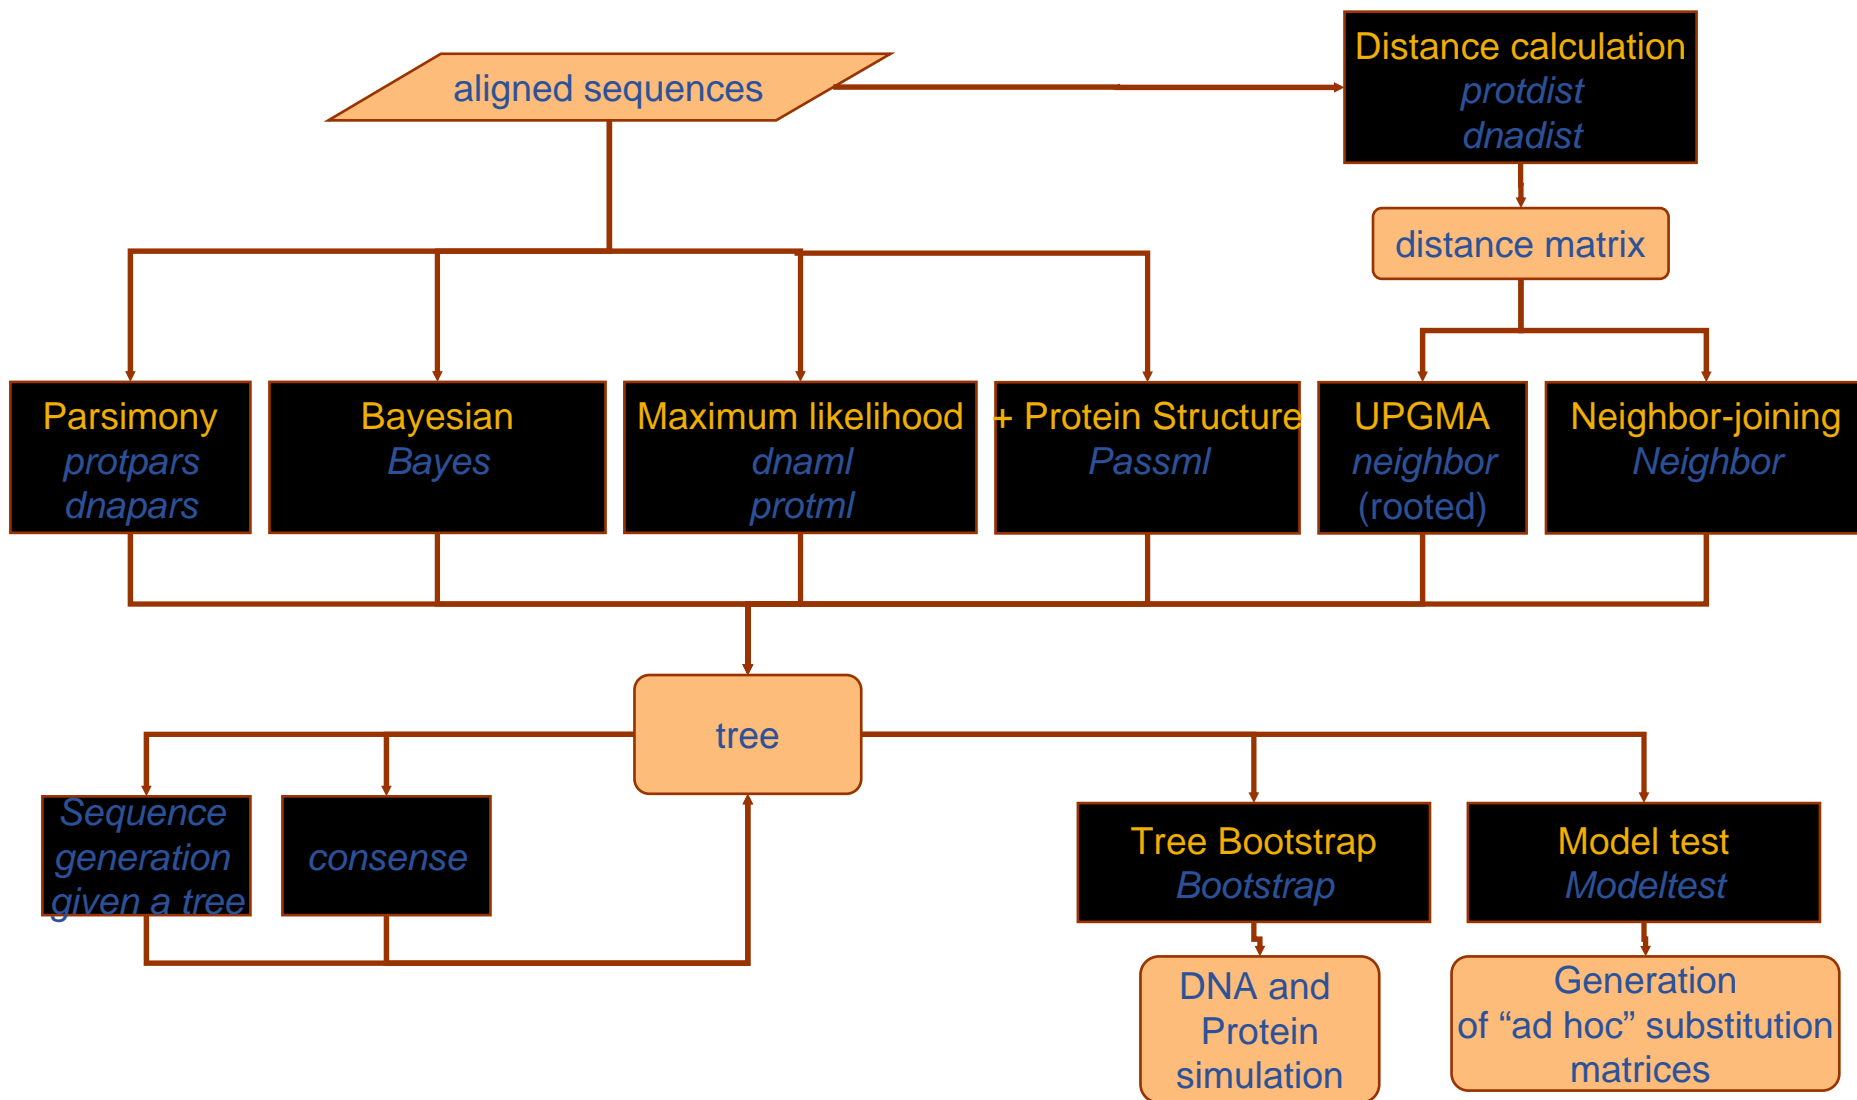 aligned sequences
Distance calculation
protdist
dnadist
distance matrix
Parsimony
protpars
dnapars
Bayesian
Bayes
Maximum likelihood
dnaml
protml
+ Protein Structure
Passml
UPGMA
neighbor
(rooted)
Neighbor-joining
Neighbor
tree
Sequence
generation
given a tree
consense
Tree Bootstrap
Bootstrap
Model test
Modeltest
DNA and
Protein
simulation
Generation
of “ad hoc” substitution
matrices